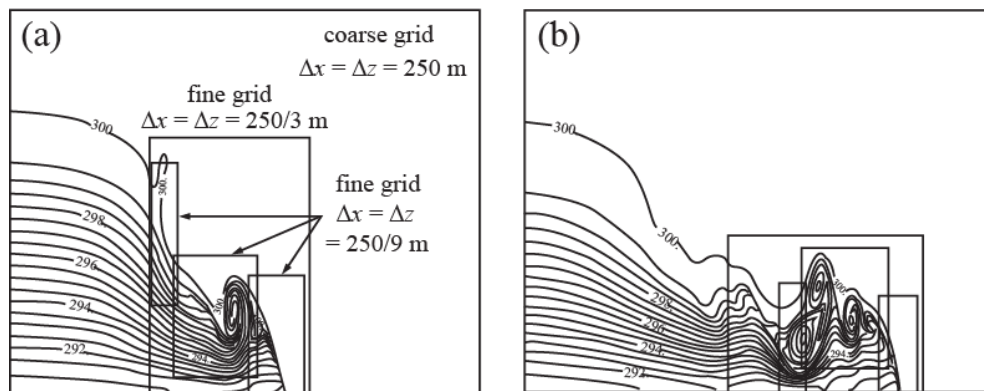 (a)
coarse grid
Δx = Δz = 250 m
fine grid
Δx = Δz = 250/3 m
fine grid
Δx = Δz
= 250/9 m
300.
300.
298.
296.
294.
292.
300.
294.
(b)
300.
300.
298.
296.
294.
292.
300.
294.